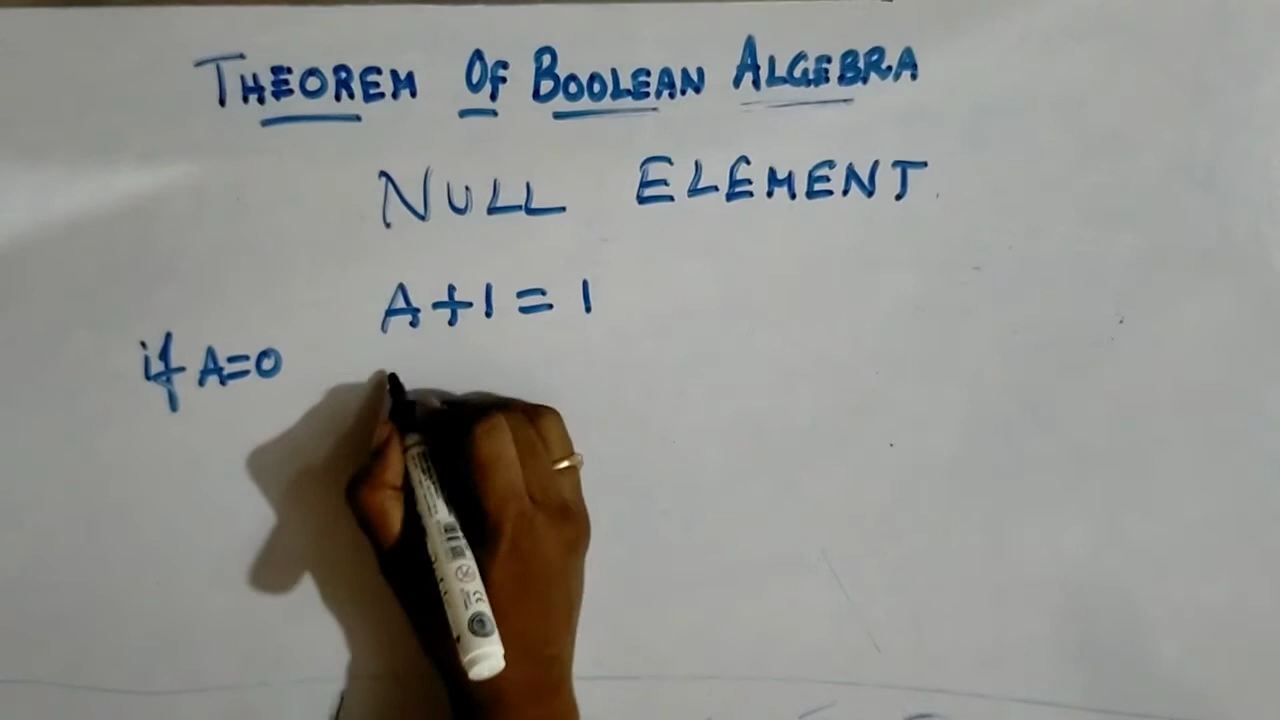 THEOREM OF BOOLEAN ALGEBRA
NULL ELEMENT
A+1=1
if A=0